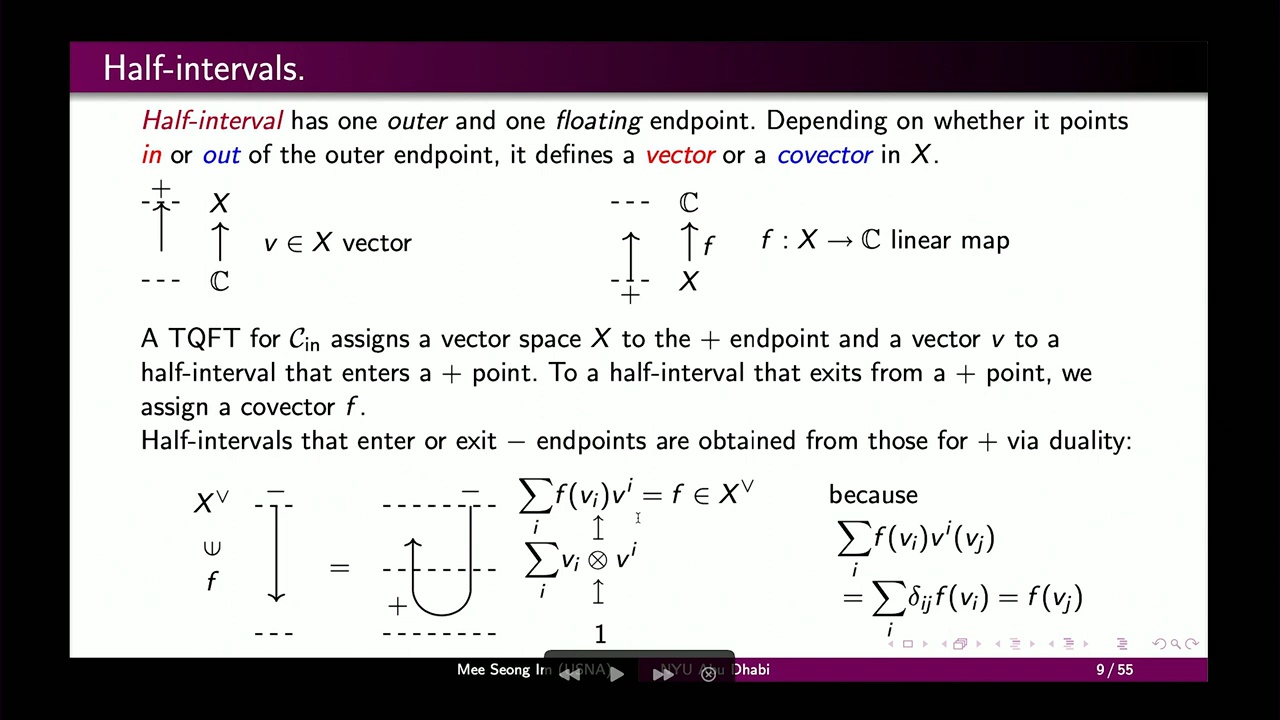 Half-intervals.
Half-interval has one outer and one floating endpoint. Depending on whether it points
in or out of the outer endpoint, it defines a vector or a covector in X.
+
X
v ∈ X vector
ℂ
ℂ
f
f : X → ℂ linear map
X
+
A TQFT for 𝒞in assigns a vector space X to the + endpoint and a vector v to a
half-interval that enters a + point. To a half-interval that exits from a + point, we
assign a covector f.
Half-intervals that enter or exit − endpoints are obtained from those for + via duality:
X∨
∋
f
−
=
−
+
∑i f(vi)v^i = f ∈ X∨
∑i vi ⊗ v^i
1
because
∑i f(vi)v^i(vj)
= ∑i δij f(vi) = f(vj)
Mee Seong Im (USNA) NYU Abu Dhabi 9 / 55